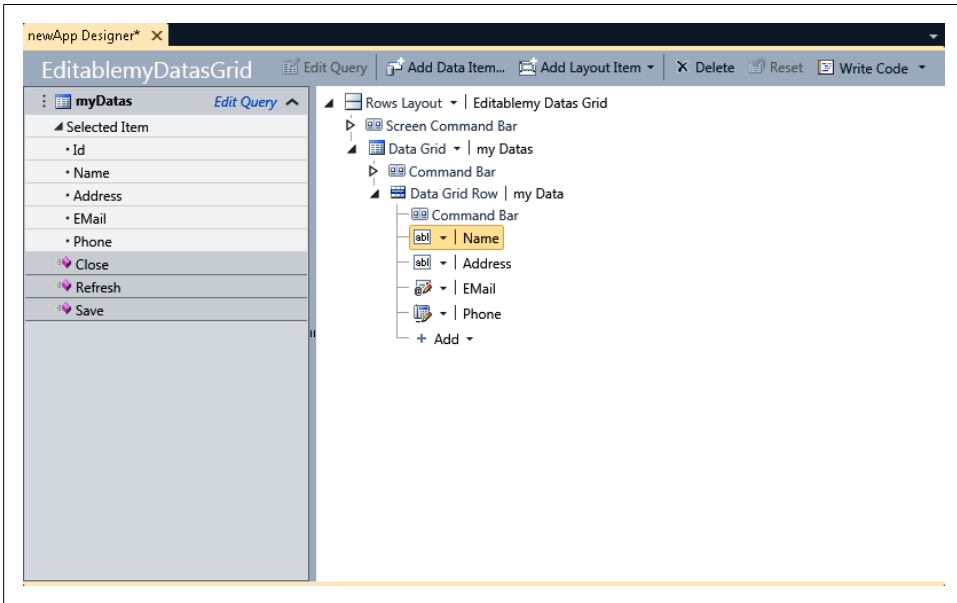 newApp Designer*
EditablemyDatasGrid Edit Query Add Data Item... Add Layout Item Delete Reset Write Code
myDatas Edit Query
Selected Item
Id
Name
Address
EMail
Phone
Close
Refresh
Save
Rows Layout | Editablemy Datas Grid
Screen Command Bar
Data Grid | my Datas
Command Bar
Data Grid Row | my Data
Command Bar
abl | Name
abl | Address
EMail
Phone
+ Add